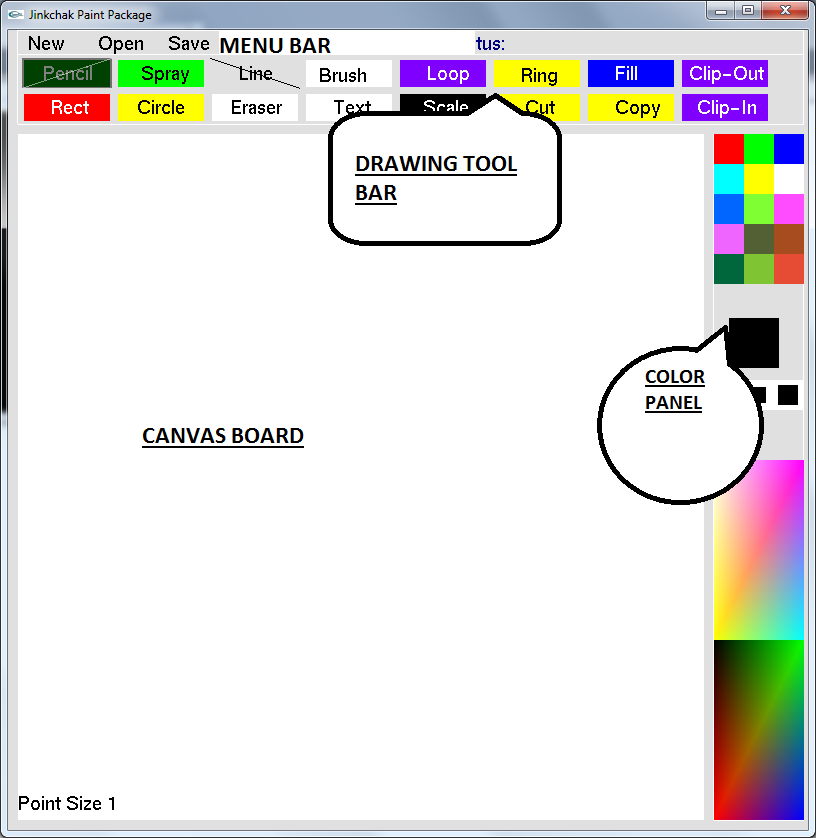 Jinkchak Paint Package
New Open Save MENU BAR tus:
Pencil Spray Line Brush Loop Ring Fill Clip-Out
Rect Circle Eraser Text Scale Cut Copy Clip-In
DRAWING TOOL
BAR
COLOR
PANEL
CANVAS BOARD
Point Size 1